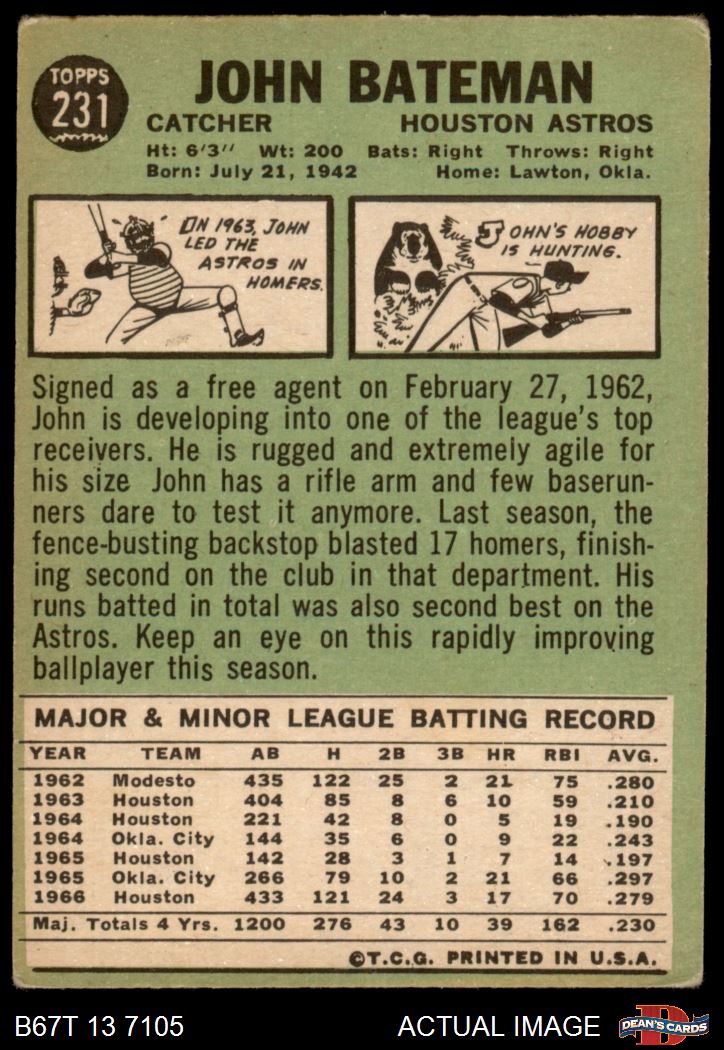 TOPPS
231
JOHN BATEMAN
CATCHER HOUSTON ASTROS
Ht: 6'3" Wt: 200 Bats: Right Throws: Right
Born: July 21, 1942 Home: Lawton, Okla.
IN 1963, JOHN
LED THE
ASTROS IN
HOMERS.
JOHN'S HOBBY
IS HUNTING.
Signed as a free agent on February 27, 1962,
John is developing into one of the league's top
receivers. He is rugged and extremely agile for
his size John has a rifle arm and few baserun-
ners dare to test it anymore. Last season, the
fence-busting backstop blasted 17 homers, finish-
ing second on the club in that department. His
runs batted in total was also second best on the
Astros. Keep an eye on this rapidly improving
ballplayer this season.
MAJOR & MINOR LEAGUE BATTING RECORD
YEAR TEAM AB H 2B 3B HR RBI AVG.
1962 Modesto 435 122 25 2 21 75 .280
1963 Houston 404 85 8 6 10 59 .210
1964 Houston 221 42 8 0 5 19 .190
1964 Okla. City 144 35 6 0 9 22 .243
1965 Houston 142 28 3 1 7 14 .197
1965 Okla. City 266 79 10 2 21 66 .297
1966 Houston 433 121 24 3 17 70 .279
Maj. Totals 4 Yrs. 1200 276 43 10 39 162 .230
©T.C.G. PRINTED IN U.S.A.
B67T 13 7105 ACTUAL IMAGE
D
DEAN'S CARDS